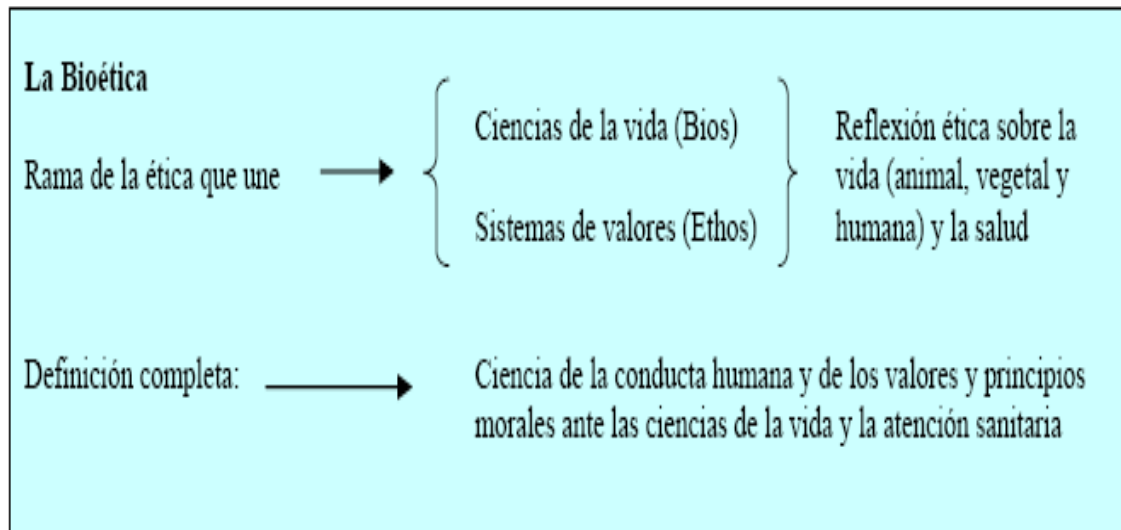 La Bioética
Rama de la ética que une
Ciencias de la vida (Bios)
Sistemas de valores (Ethos)
Reflexión ética sobre la
vida (animal, vegetal y
humana) y la salud
Definición completa:
Ciencia de la conducta humana y de los valores y principios
morales ante las ciencias de la vida y la atención sanitaria